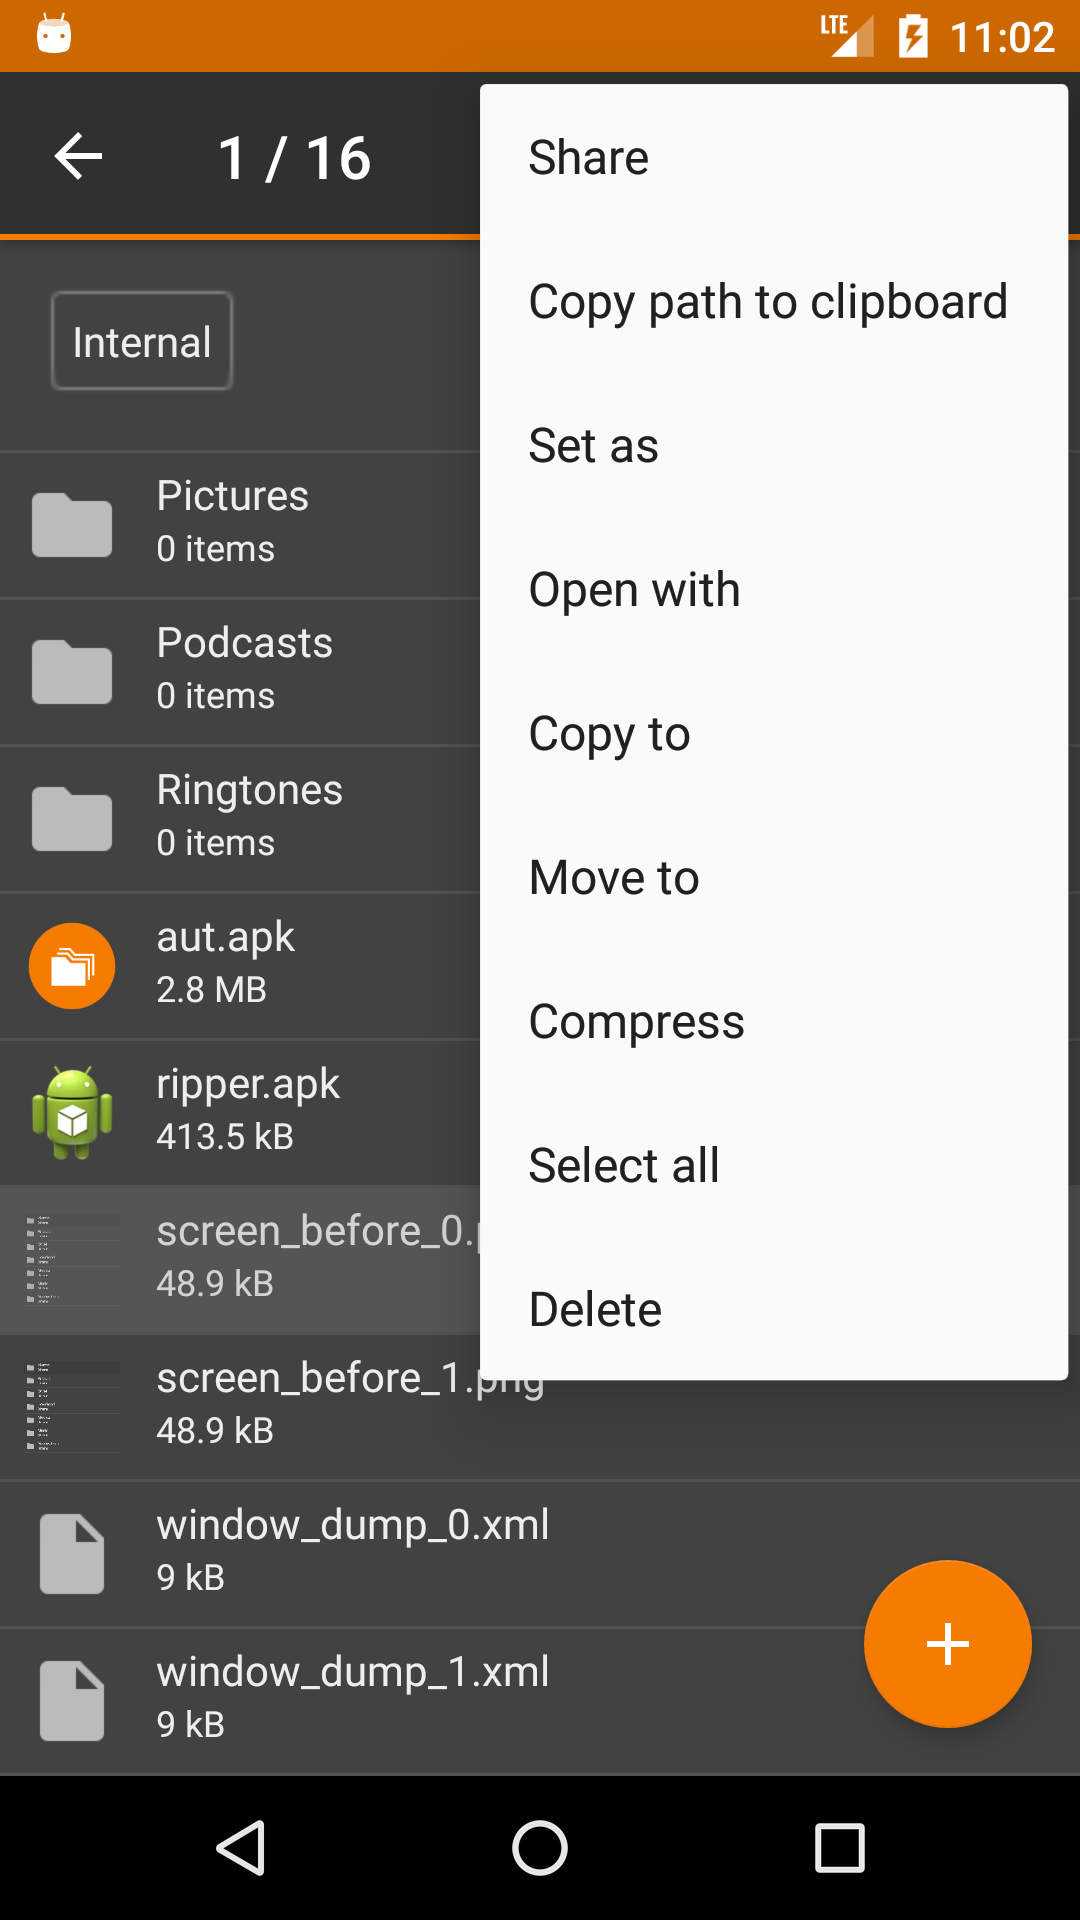 LTE 11:02
1 / 16
Share
Copy path to clipboard
Set as
Open with
Copy to
Move to
Compress
Select all
Delete
Internal
Pictures
0 items
Podcasts
0 items
Ringtones
0 items
aut.apk
2.8 MB
ripper.apk
413.5 kB
screen_before_0.p
48.9 kB
screen_before_1.png
48.9 kB
window_dump_0.xml
9 kB
window_dump_1.xml
9 kB